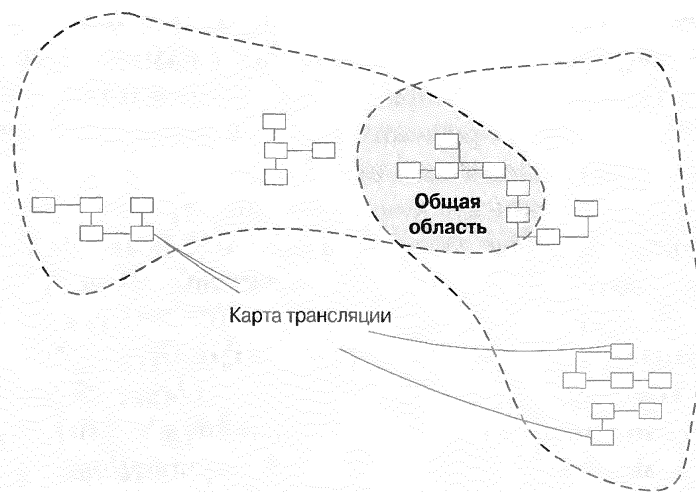 Общая
область
Карта трансляции